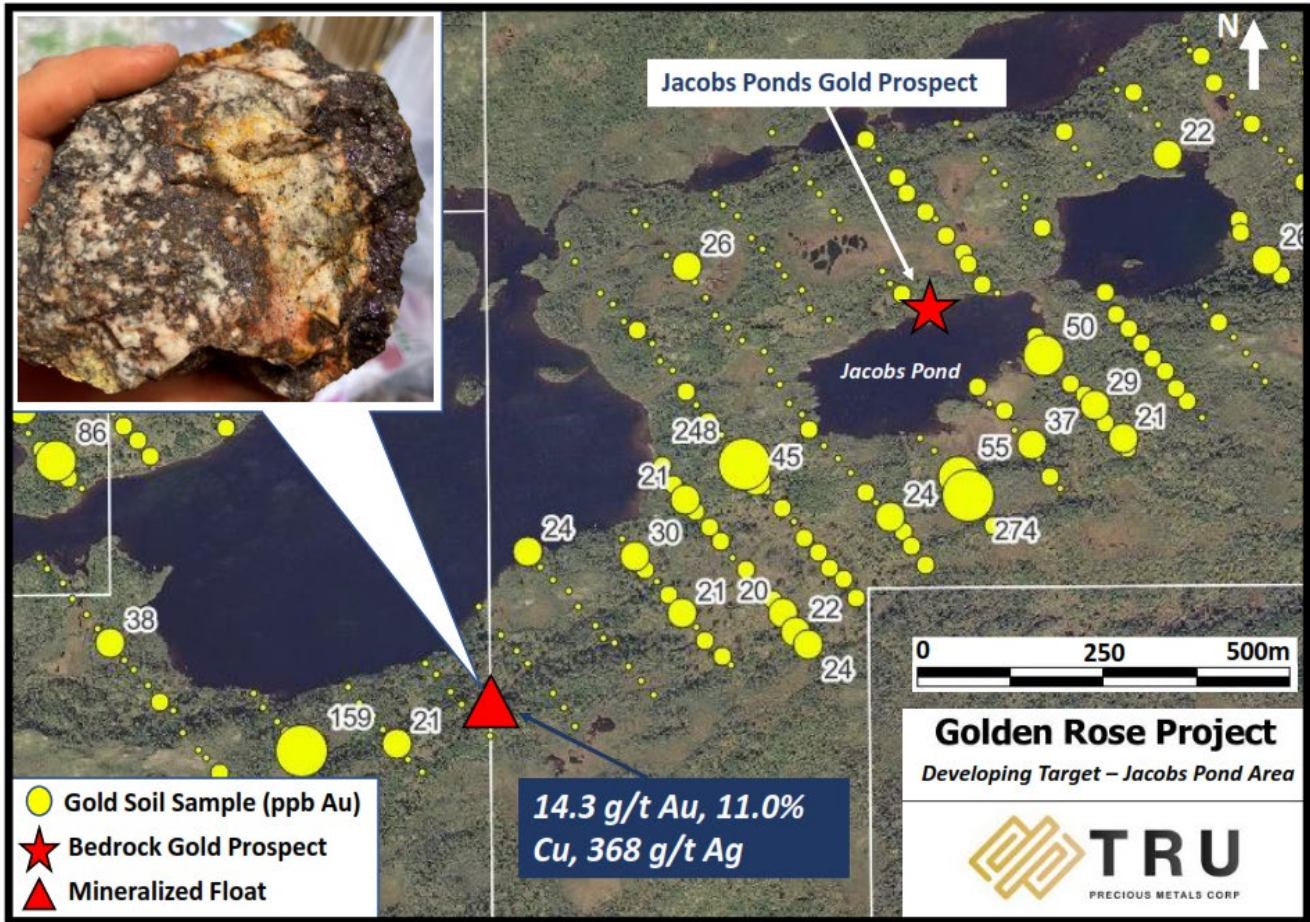 N
Jacobs Ponds Gold Prospect
22
26
26
50
Jacobs Pond
29
86
248
45
37
21
55
21
24
24
30
274
21
20
22
38
24
0 250 500m
159
21
Golden Rose Project
Developing Target – Jacobs Pond Area
Gold Soil Sample (ppb Au)
Bedrock Gold Prospect
Mineralized Float
14.3 g/t Au, 11.0%
Cu, 368 g/t Ag
TRU
PRECIOUS METALS CORP